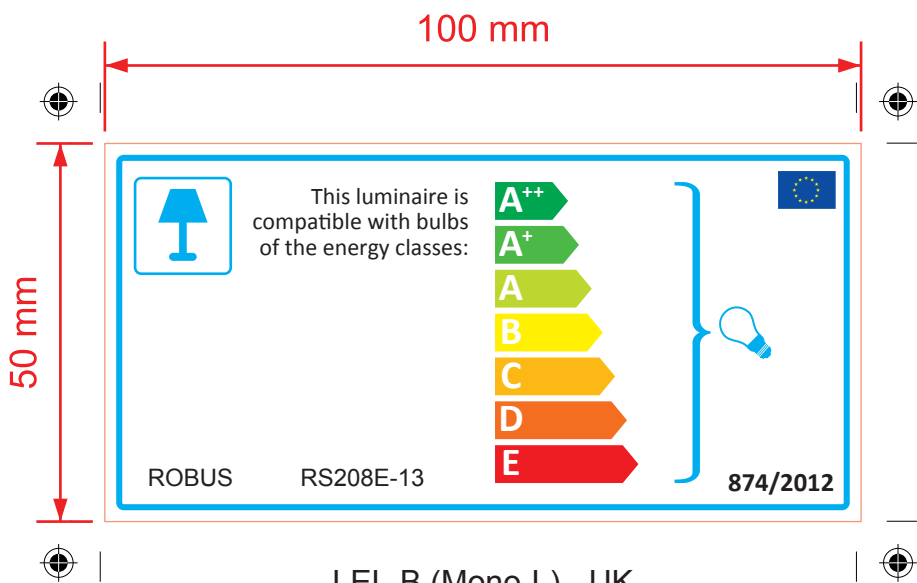 100 mm
50 mm
This luminaire is
compatible with bulbs
of the energy classes:
A++
A+
A
B
C
D
E
ROBUS RS208E-13
874/2012